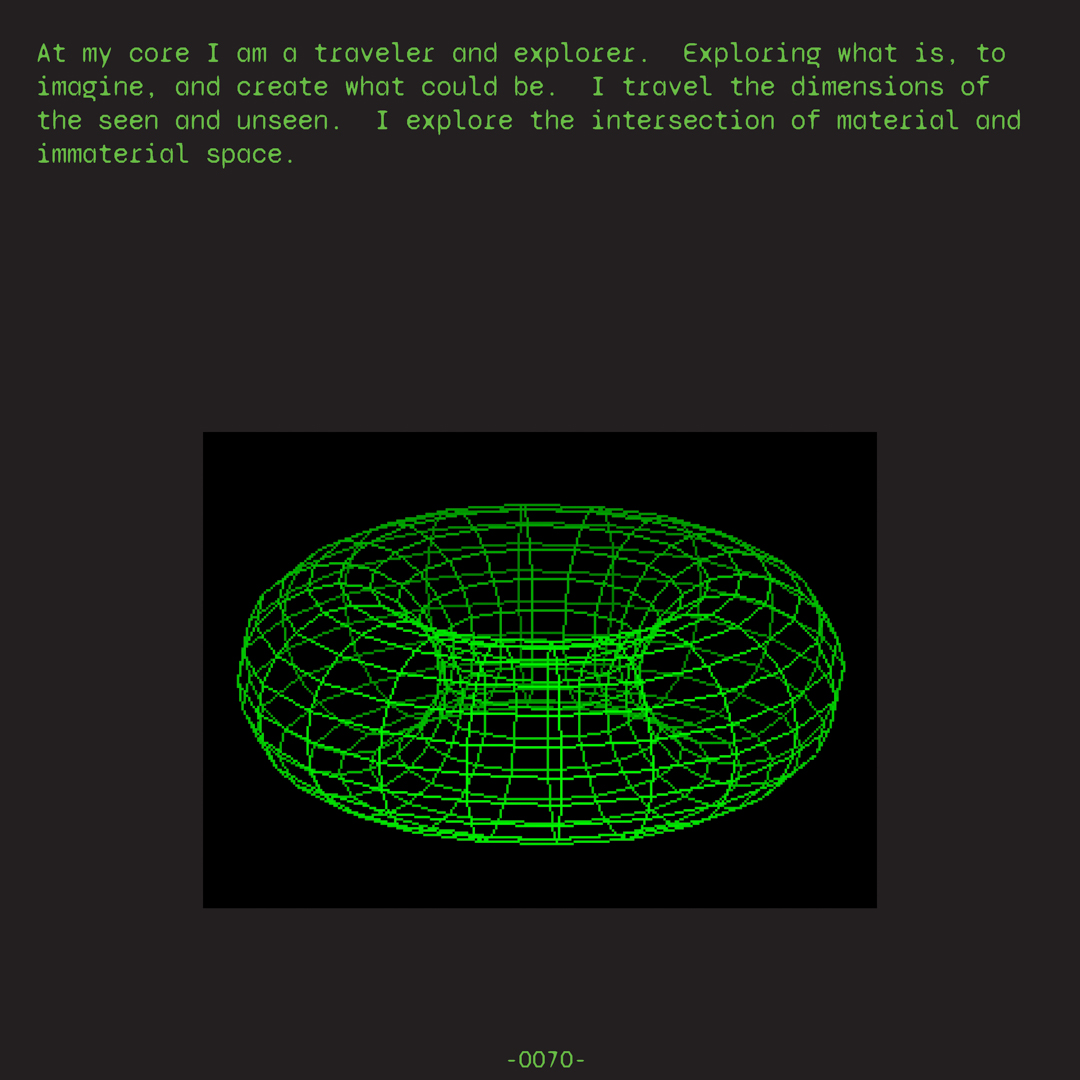 At my core I am a traveler and explorer.  Exploring what is, to
imagine, and create what could be.  I travel the dimensions of
the seen and unseen.  I explore the intersection of material and
immaterial space.
-0070-